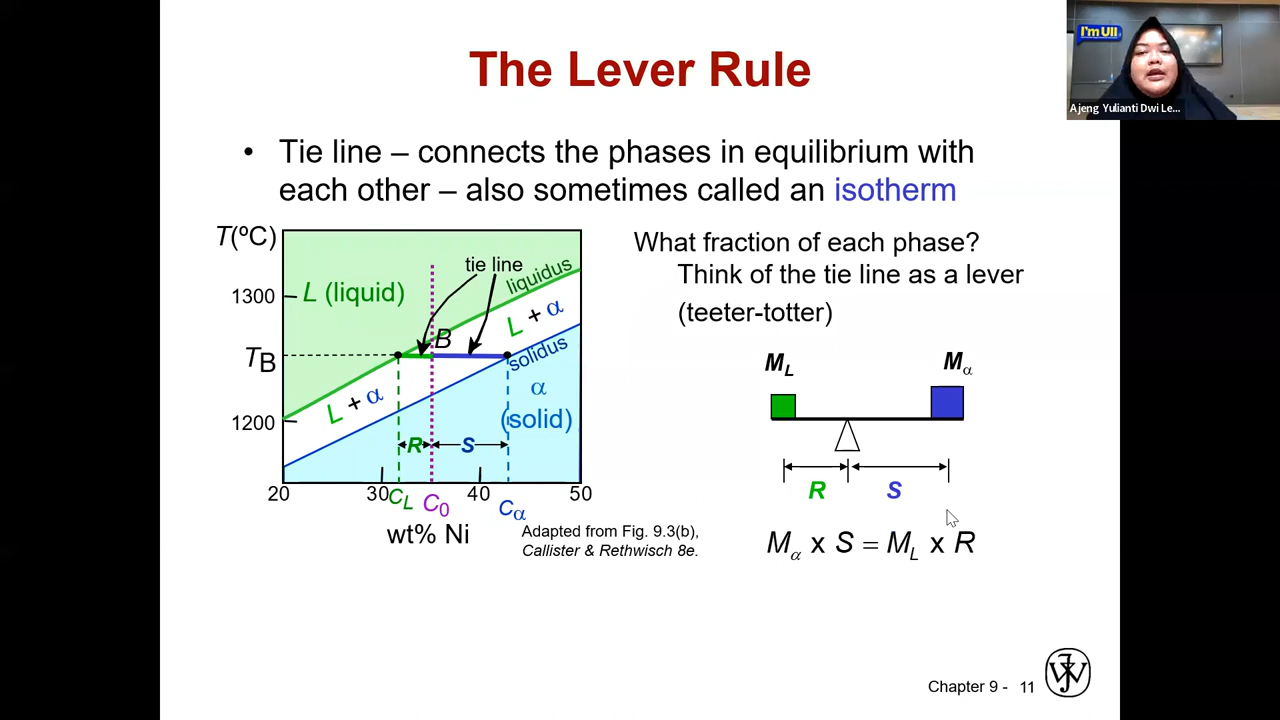 I'm UII
Ajeng Yulianti Dwi Le...
The Lever Rule
• Tie line – connects the phases in equilibrium with
each other – also sometimes called an isotherm
T(ºC)
1300
TB
1200
20
30
40
50
L (liquid)
tie line
liquidus
B
L + α
solidus
L + α
α
(solid)
R
S
CL
C0
Cα
wt% Ni
Adapted from Fig. 9.3(b),
Callister & Rethwisch 8e.
What fraction of each phase?
Think of the tie line as a lever
(teeter-totter)
ML
Mα
R
S
Mα x S = ML x R
Chapter 9 - 11